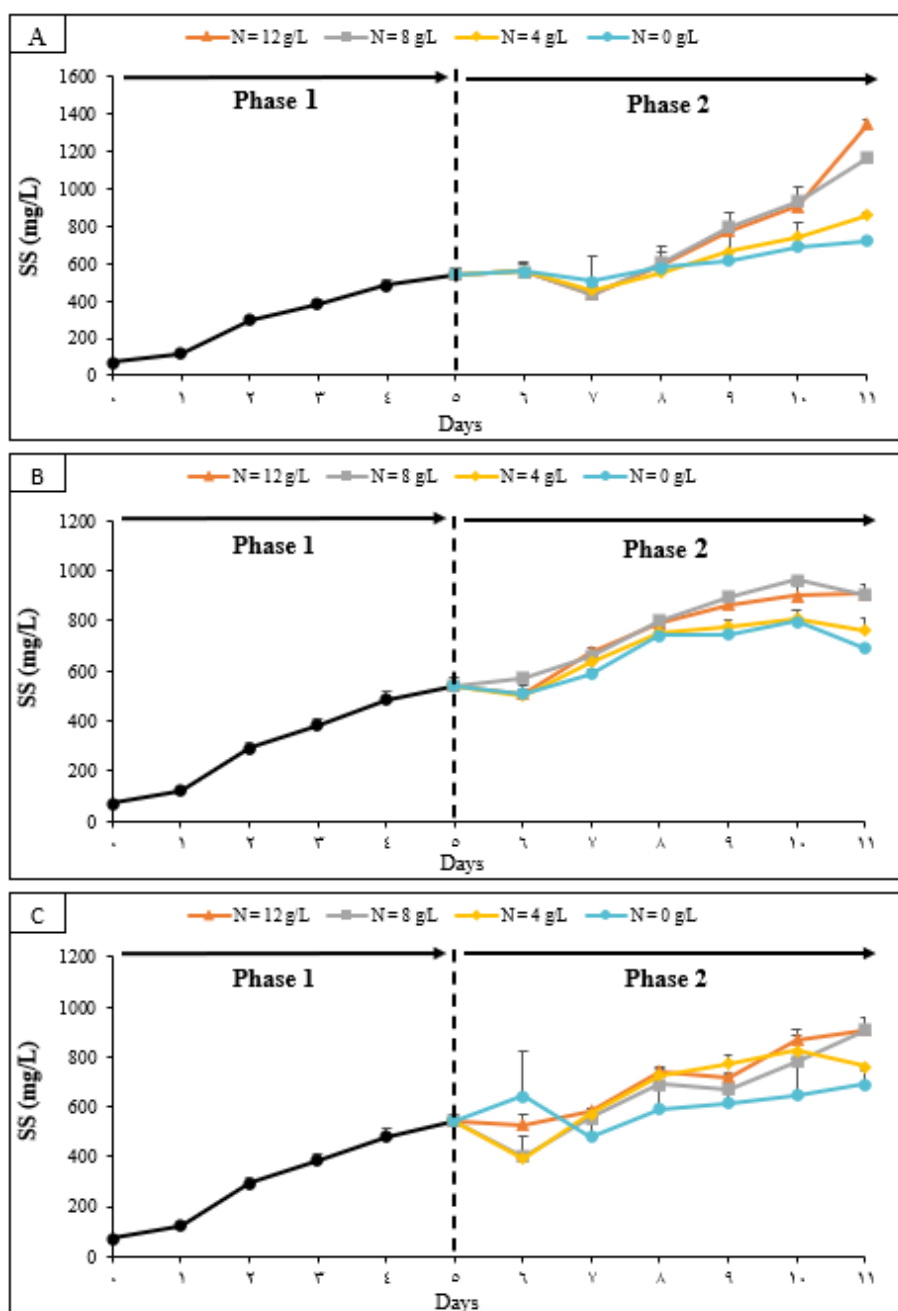 A
N = 12 g/L N = 8 gL N = 4 g/L N = 0 g/L
Phase 1 Phase 2
1600
1400
1200
1000
800
600
400
200
0
SS (mg/L)
٠ ١ ٢ ٣ ٤ ٥ ٦ ٧ ٨ ٩ ١٠ ١١
Days
B
N = 12 g/L N = 8 gL N = 4 gL N = 0 gL
Phase 1 Phase 2
1200
1000
800
600
400
200
0
SS (mg/L)
٠ ١ ٢ ٣ ٤ ٥ ٦ ٧ ٨ ٩ ١٠ ١١
Days
C
N = 12 g/L N = 8 gL N = 4 gL N = 0 gL
Phase 1 Phase 2
1200
1000
800
600
400
200
0
SS (mg/L)
٠ ١ ٢ ٣ ٤ ٥ ٦ ٧ ٨ ٩ ١٠ ١١
Days